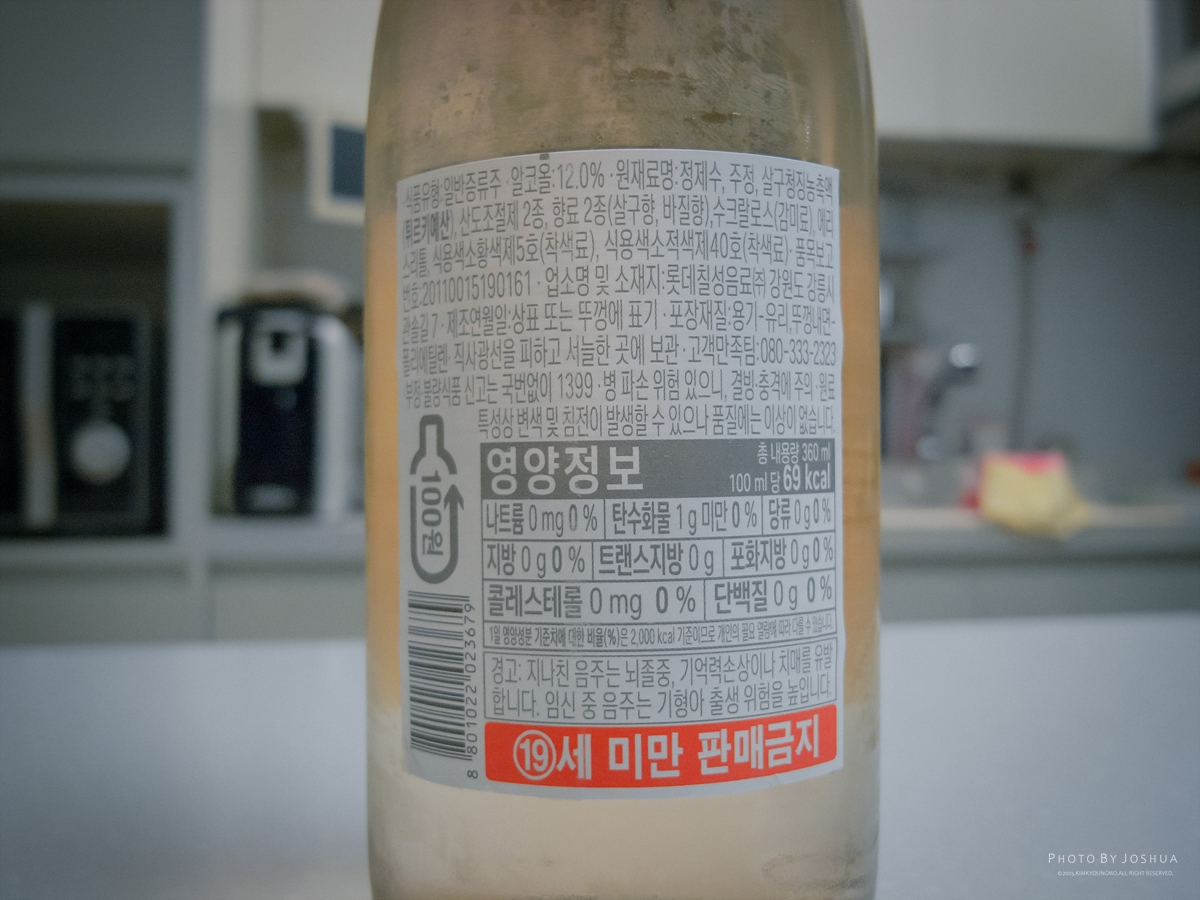 ·식품유형:일반증류주 · 알코올:12.0% · 원재료명:정제수, 주정, 살구청징농축액
(튀르키예산), 산도조절제 2종, 향료 2종(살구향, 바질향), 수크랄로스(감미료), 에리
스리톨, 식용색소황색제5호(착색료), 식용색소적색제40호(착색료)· 품목보고
번호:20110015190161 · 업소명 및 소재지:롯데칠성음료㈜ 강원도 강릉시
관솔길 7 · 제조연월일:상표 또는 뚜껑에 표기 · 포장재질:용기-유리, 뚜껑내면-
폴리에틸렌· 직사광선을 피하고 서늘한 곳에 보관 · 고객만족팀:080-333-2323
부정·불량식품 신고는 국번없이 1399 · 병 파손 위험 있으니, 결빙·충격에 주의 · 원료
특성상 변색 및 침전이 발생할 수 있으나 품질에는 이상이 없습니다.
100원
영양정보
총 내용량 360 ml
100 ml 당 69 kcal
나트륨 0 mg 0 % 탄수화물 1 g 미만 0 % 당류 0 g 0 %
지방 0 g 0 % 트랜스지방 0 g 포화지방 0 g 0 %
콜레스테롤 0 mg 0 % 단백질 0 g 0 %
1일 영양성분 기준치에 대한 비율(%)은 2,000 kcal 기준이므로 개인의 필요 열량에 따라 다를 수 있습니다.
경고: 지나친 음주는 뇌졸중, 기억력손상이나 치매를 유발
합니다. 임신 중 음주는 기형아 출생 위험을 높입니다.
8 801022 023679
19세 미만 판매금지
PHOTO BY JOSHUA